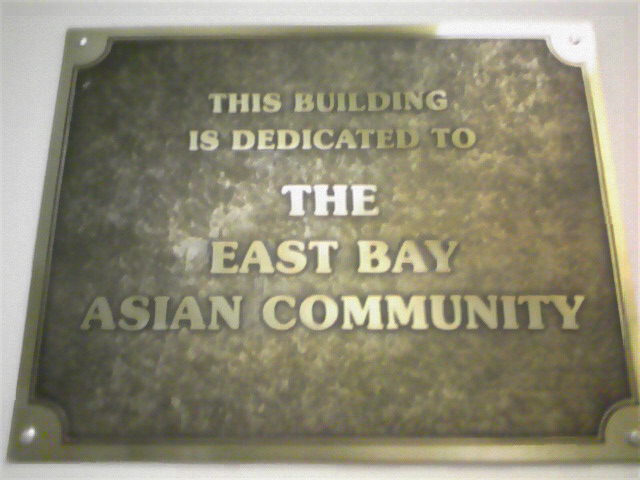 THIS BUILDING
IS DEDICATED TO
THE
EAST BAY
ASIAN COMMUNITY